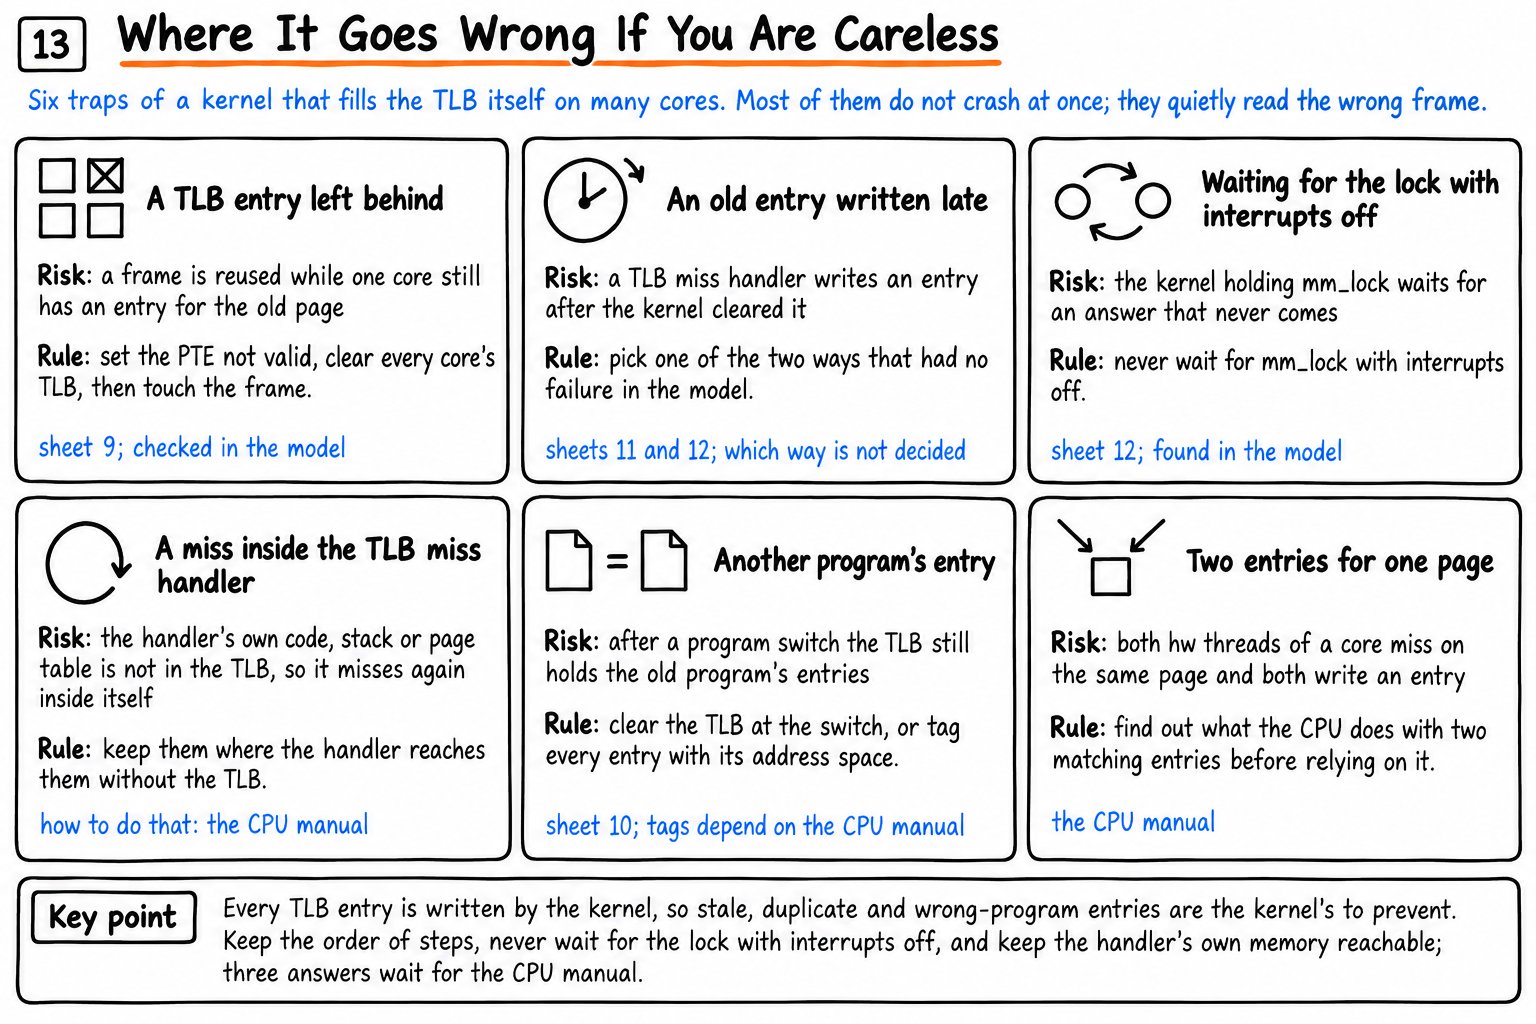 13
Where It Goes Wrong If You Are Careless
Six traps of a kernel that fills the TLB itself on many cores. Most of them do not crash at once; they quietly read the wrong frame.
A TLB entry left behind
Risk: a frame is reused while one core still
has an entry for the old page
Rule: set the PTE not valid, clear every core's
TLB, then touch the frame.
sheet 9; checked in the model
An old entry written late
Risk: a TLB miss handler writes an entry
after the kernel cleared it
Rule: pick one of the two ways that had no
failure in the model.
sheets 11 and 12; which way is not decided
Waiting for the lock with
interrupts off
Risk: the kernel holding mm_lock waits for
an answer that never comes
Rule: never wait for mm_lock with interrupts
off.
sheet 12; found in the model
A miss inside the TLB miss
handler
Risk: the handler's own code, stack or page
table is not in the TLB, so it misses again
inside itself
Rule: keep them where the handler reaches
them without the TLB.
how to do that: the CPU manual
=
Another program's entry
Risk: after a program switch the TLB still
holds the old program's entries
Rule: clear the TLB at the switch, or tag
every entry with its address space.
sheet 10; tags depend on the CPU manual
Two entries for one page
Risk: both hw threads of a core miss on
the same page and both write an entry
Rule: find out what the CPU does with two
matching entries before relying on it.
the CPU manual
Key point
Every TLB entry is written by the kernel, so stale, duplicate and wrong-program entries are the kernel's to prevent.
Keep the order of steps, never wait for the lock with interrupts off, and keep the handler's own memory reachable;
three answers wait for the CPU manual.